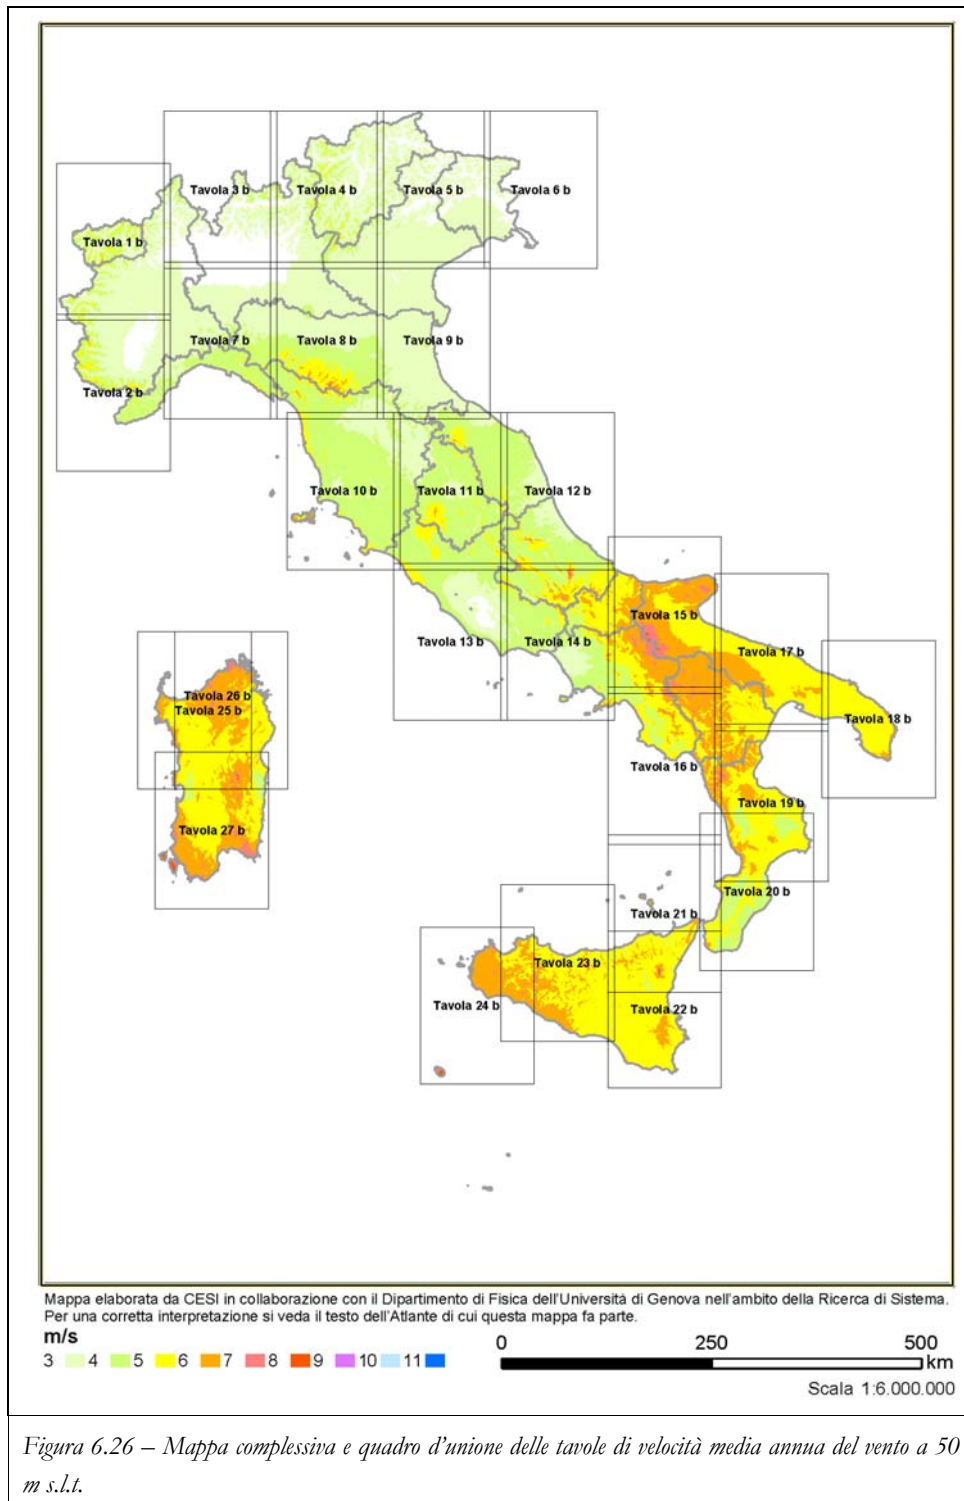 Tavola 3 b
Tavola 4 b
Tavola 5 b
Tavola 6 b
Tavola 1 b
Tavola 7 b
Tavola 8 b
Tavola 9 b
Tavola 2 b
Tavola 10 b
Tavola 11 b
Tavola 12 b
Tavola 15 b
Tavola 13 b
Tavola 14 b
Tavola 17 b
Tavola 26 b
Tavola 25 b
Tavola 18 b
Tavola 16 b
Tavola 19 b
Tavola 27 b
Tavola 20 b
Tavola 21 b
Tavola 23 b
Tavola 24 b
Tavola 22 b
Mappa elaborata da CESI in collaborazione con il Dipartimento di Fisica dell'Università di Genova nell'ambito della Ricerca di Sistema.
Per una corretta interpretazione si veda il testo dell'Atlante di cui questa mappa fa parte.
m/s
3 4 5 6 7 8 9 10 11
0 250 500
km
Scala 1:6.000.000
Figura 6.26 – Mappa complessiva e quadro d'unione delle tavole di velocità media annua del vento a 50
m s.l.t.